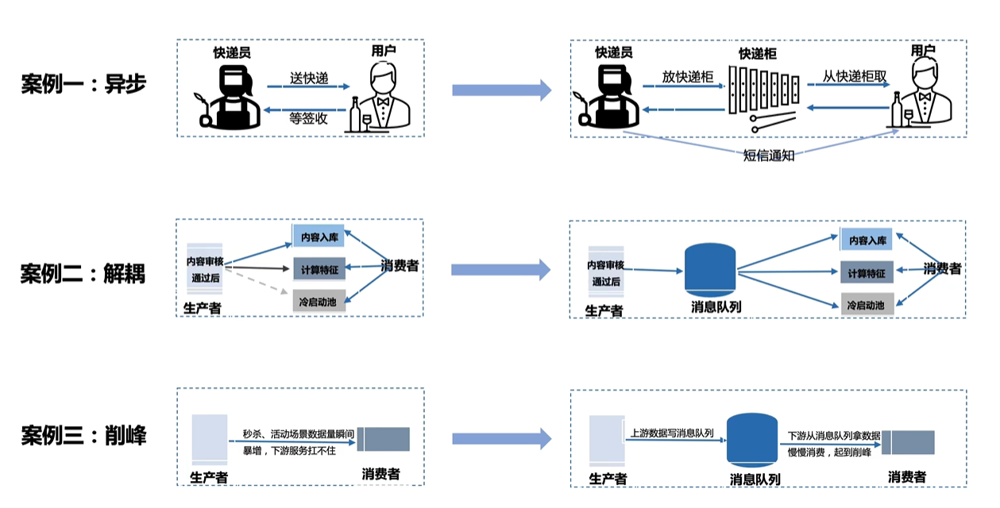 案例一：异步
快递员
用户
送快递
等签收
快递员
快递柜
用户
放快递柜
从快递柜取
短信通知
案例二：解耦
内容审核
通过后
生产者
内容入库
计算特征
冷启动池
消费者
内容审核
通过后
生产者
消息队列
内容入库
计算特征
冷启动池
消费者
案例三：削峰
生产者
秒杀、活动场景数据量瞬间
暴增，下游服务扛不住
消费者
生产者
上游数据写消息队列
消息队列
下游从消息队列拿数据
慢慢消费，起到削峰
消费者